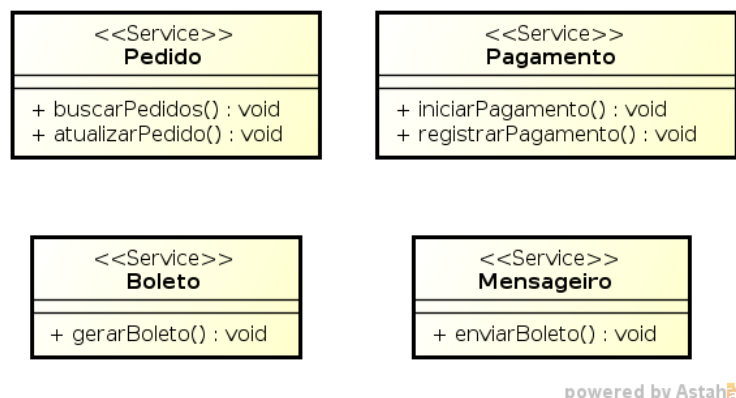 <<Service>>
Pedido
+ buscarPedidos() : void
+ atualizarPedido() : void
<<Service>>
Pagamento
+ iniciarPagamento() : void
+ registrarPagamento() : void
<<Service>>
Boleto
+ gerarBoleto() : void
<<Service>>
Mensageiro
+ enviarBoleto() : void
powered by Astah